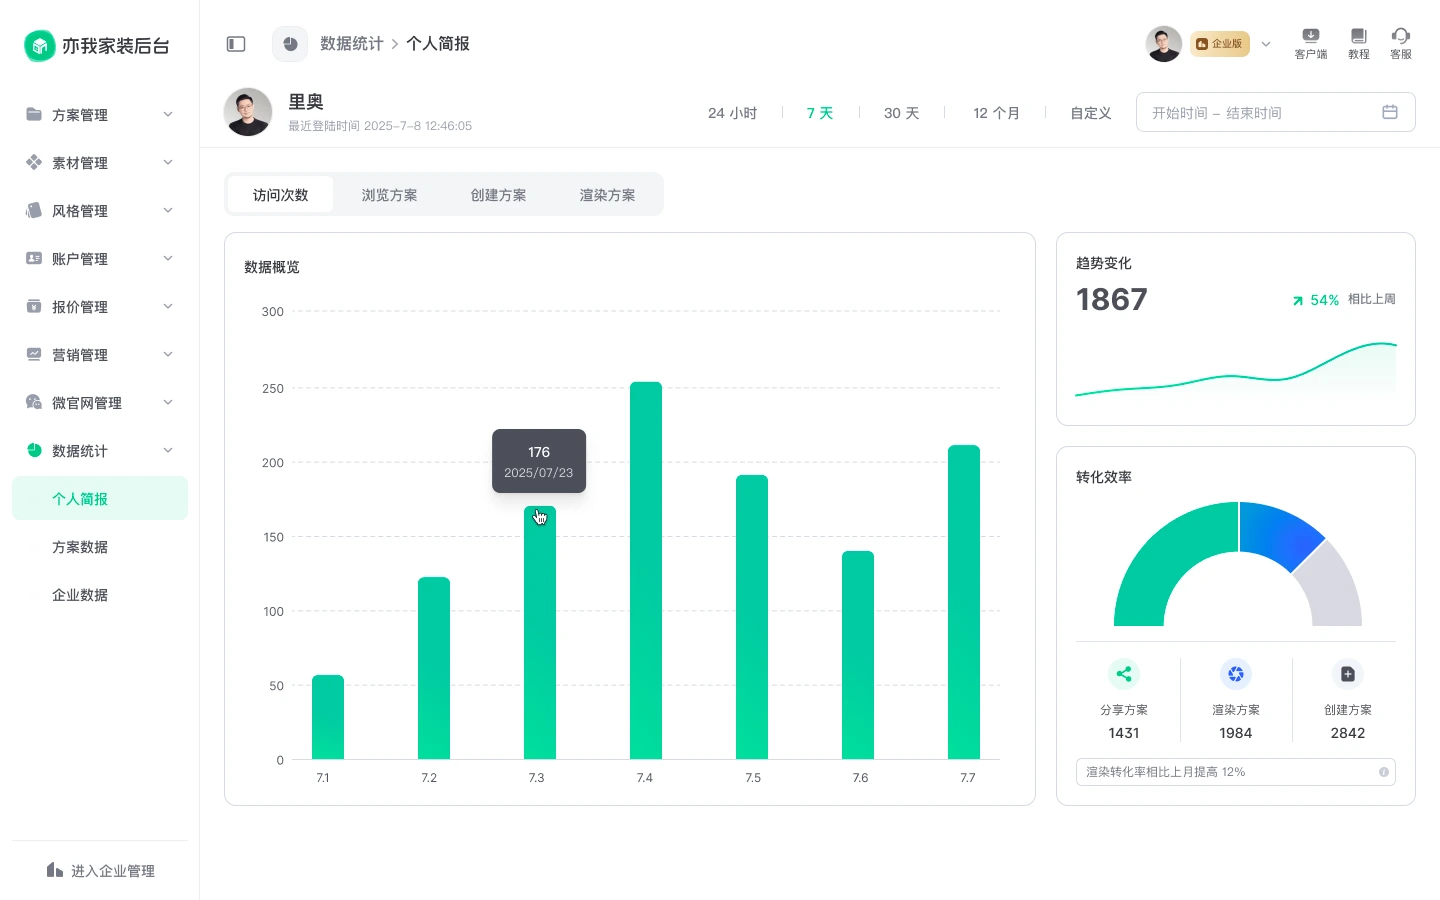 亦我家装后台
方案管理
素材管理
风格管理
账户管理
报价管理
营销管理
微官网管理
数据统计
个人简报
方案数据
企业数据
进入企业管理
数据统计 > 个人简报
企业版
客户端
教程
客服
里奥
最近登陆时间 2025-7-8 12:46:05
24 小时
7 天
30 天
12 个月
自定义
开始时间 – 结束时间
访问次数
浏览方案
创建方案
渲染方案
数据概览
300
250
200
150
100
50
0
176
2025/07/23
7.1
7.2
7.3
7.4
7.5
7.6
7.7
趋势变化
1867
54% 相比上周
转化效率
分享方案
1431
渲染方案
1984
创建方案
2842
渲染转化率相比上月提高 12%